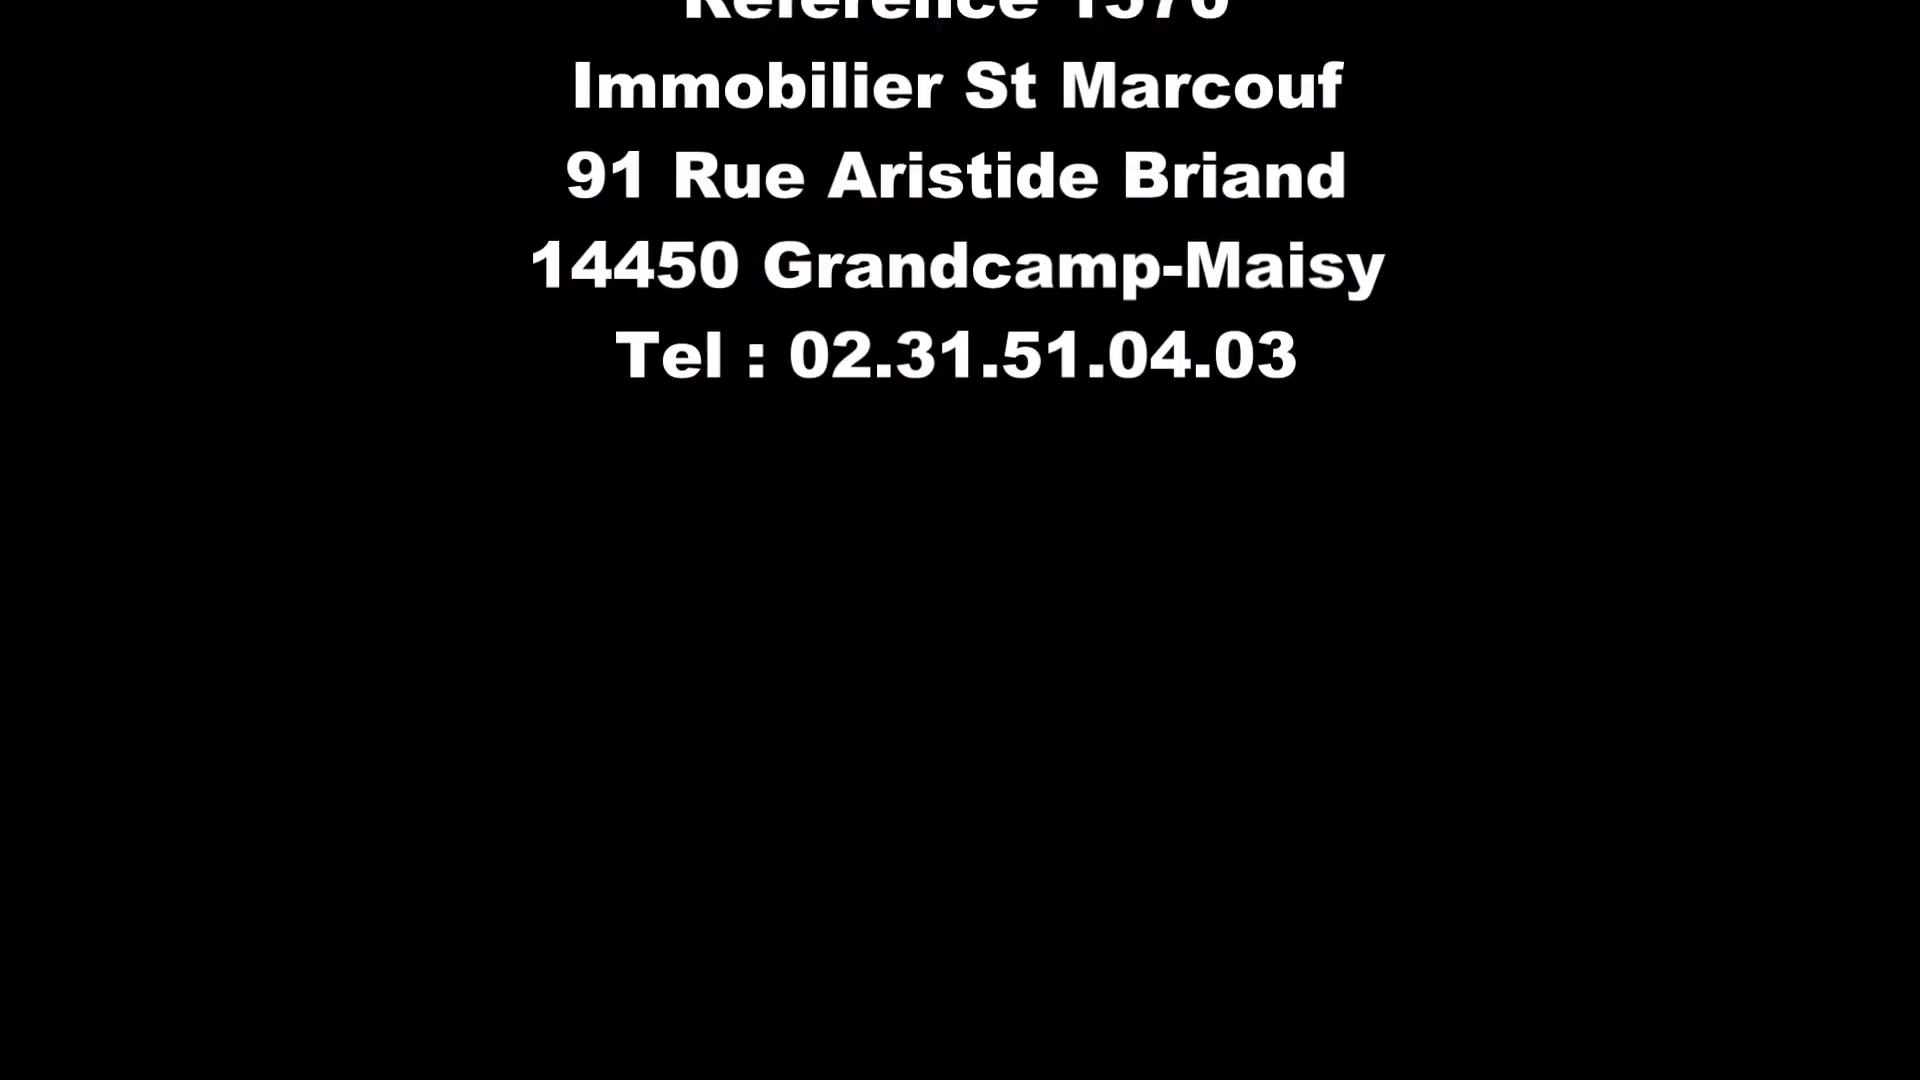 Immobilier St Marcouf
91 Rue Aristide Briand
14450 Grandcamp-Maisy
Tel : 02.31.51.04.03